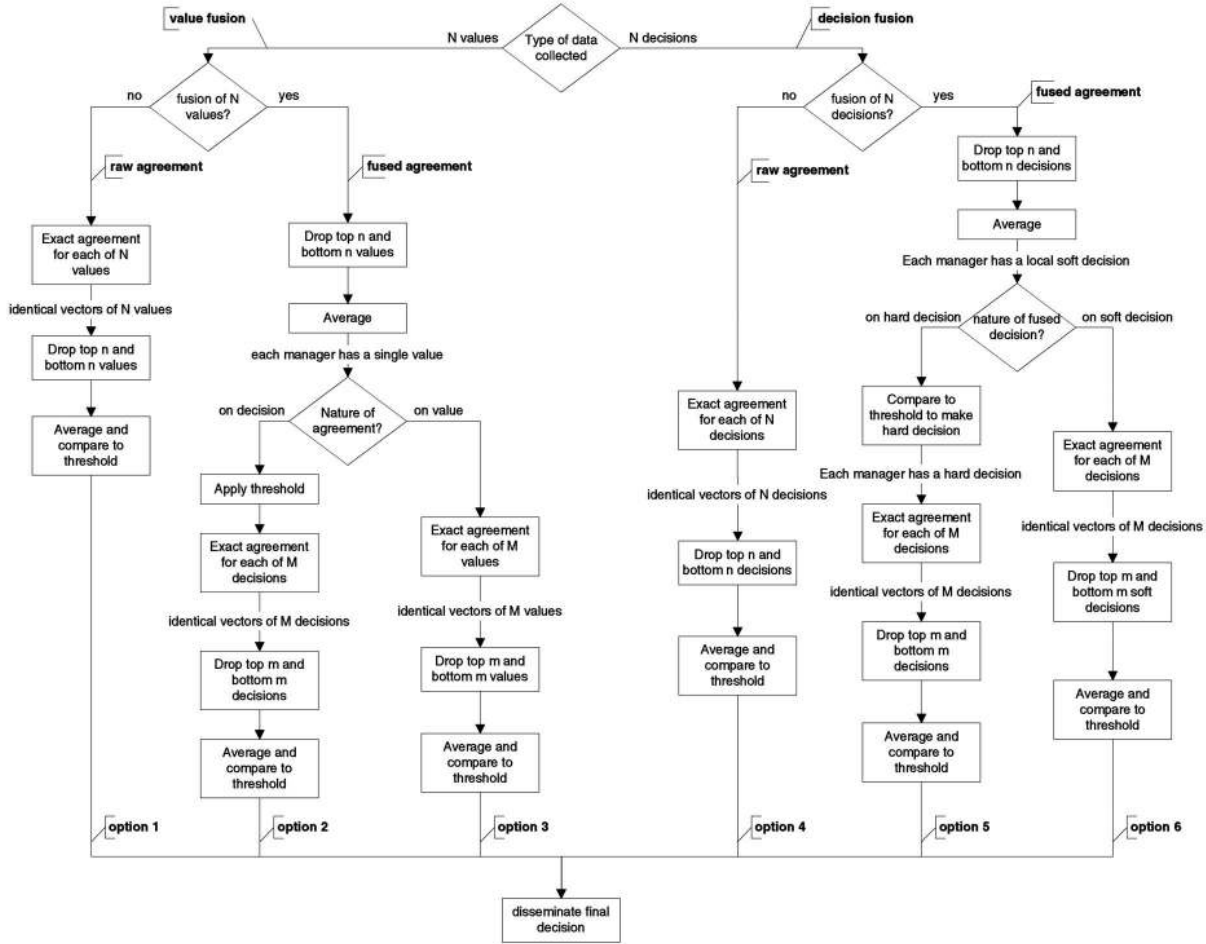 value fusion
decision fusion
N values
Type of data
collected
N decisions
no
fusion of N
values?
yes
no
fusion of N
decisions?
yes
fused agreement
raw agreement
fused agreement
raw agreement
Drop top n and
bottom n decisions
Average
Each manager has a local soft decision
Exact agreement
for each of N
values
Drop top n and
bottom n values
identical vectors of N values
Average
on hard decision
nature of fused
decision?
on soft decision
Drop top n and
bottom n values
each manager has a single value
on decision
Nature of
agreement?
on value
Average and
compare to
threshold
Exact agreement
for each of N
decisions
Compare to
threshold to make
hard decision
Exact agreement
for each of M
decisions
Each manager has a hard decision
Apply threshold
identical vectors of N decisions
Exact agreement
for each of M
decisions
Exact agreement
for each of M
values
Exact agreement
for each of M
decisions
identical vectors of M decisions
Drop top n and
bottom n decisions
identical vectors of M decisions
Drop top m and
bottom m soft
decisions
identical vectors of M decisions
identical vectors of M values
Drop top m and
bottom m
decisions
Drop top m and
bottom m values
Average and
compare to
threshold
Drop top m and
bottom m
decisions
Average and
compare to
threshold
Average and
compare to
threshold
Average and
compare to
threshold
Average and
compare to
threshold
option 1
option 2
option 3
option 4
option 5
option 6
disseminate final
decision